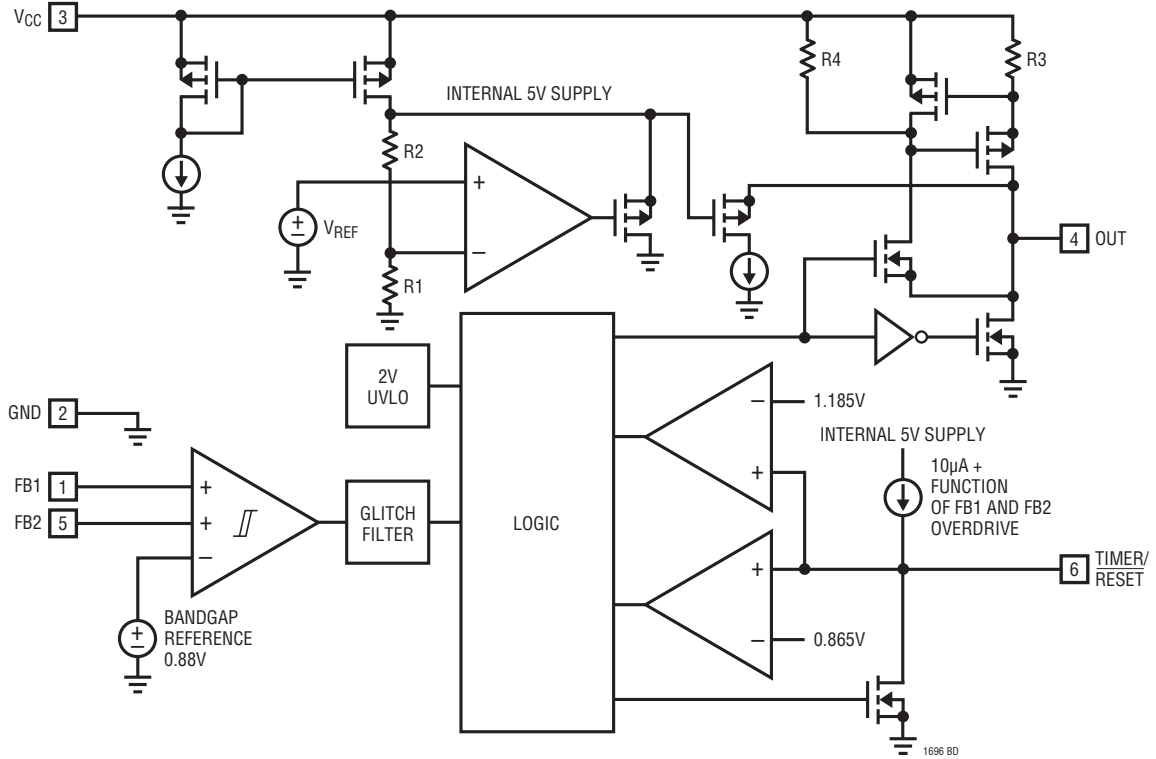 VCC 3
R4
R3
INTERNAL 5V SUPPLY
R2
+
+
−
VREF
−
R1
4 OUT
2V
UVLO
GND 2
− 1.185V
INTERNAL 5V SUPPLY
+
10µA +
FUNCTION
OF FB1 AND FB2
OVERDRIVE
FB1 1
+
FB2 5
+
−
GLITCH
FILTER
LOGIC
+
6 TIMER/
RESET
+
−
BANDGAP
REFERENCE
0.88V
− 0.865V
1696 BD